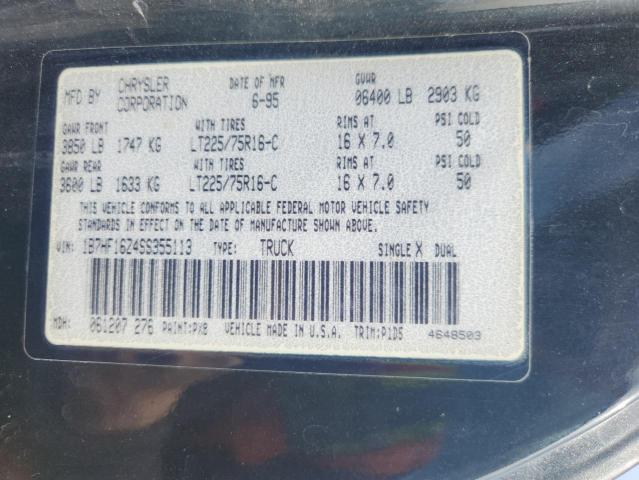 MFD BY CHRYSLER CORPORATION DATE OF MFR 6-95 GVWR 06400 LB 2903 KG
GAWR FRONT WITH TIRES RIMS AT PSI COLD
3850 LB 1747 KG LT225/75R16-C 16 X 7.0 50
GAWR REAR WITH TIRES RIMS AT PSI COLD
3600 LB 1633 KG LT225/75R16-C 16 X 7.0 50
THIS VEHICLE CONFORMS TO ALL APPLICABLE FEDERAL MOTOR VEHICLE SAFETY
STANDARDS IN EFFECT ON THE DATE OF MANUFACTURE SHOWN ABOVE.
VIN: 1B7HF16Z4SS355113 TYPE: TRUCK SINGLE X DUAL
MDH: 061207 276 PAINT:PX8 VEHICLE MADE IN U.S.A. TRIM:P1D5 4648503